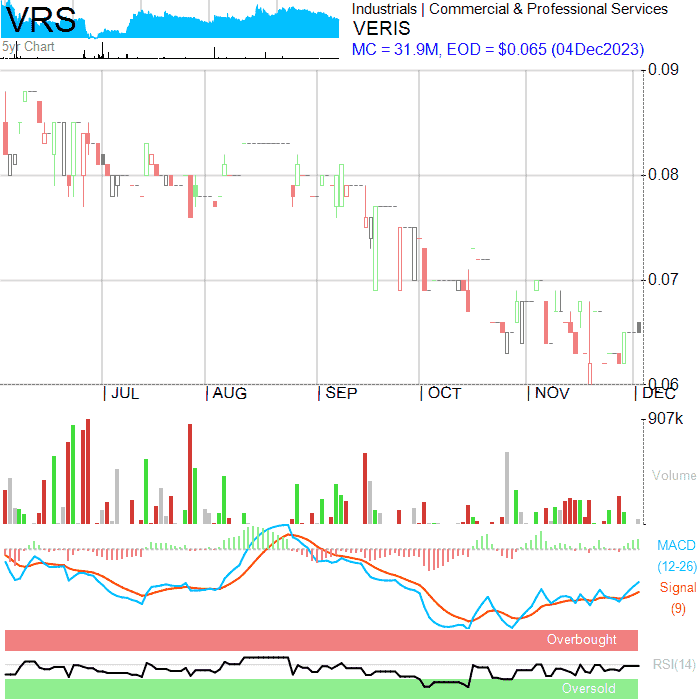 VRS
Industrials | Commercial & Professional Services
VERIS
MC = 31.9M, EOD = $0.065 (04Dec2023)
5yr Chart
0.09
0.08
0.07
0.06
JUL
AUG
SEP
OCT
NOV
DEC
907k
Volume
MACD
(12-26)
Signal
(9)
Overbought
RSI(14)
Oversold